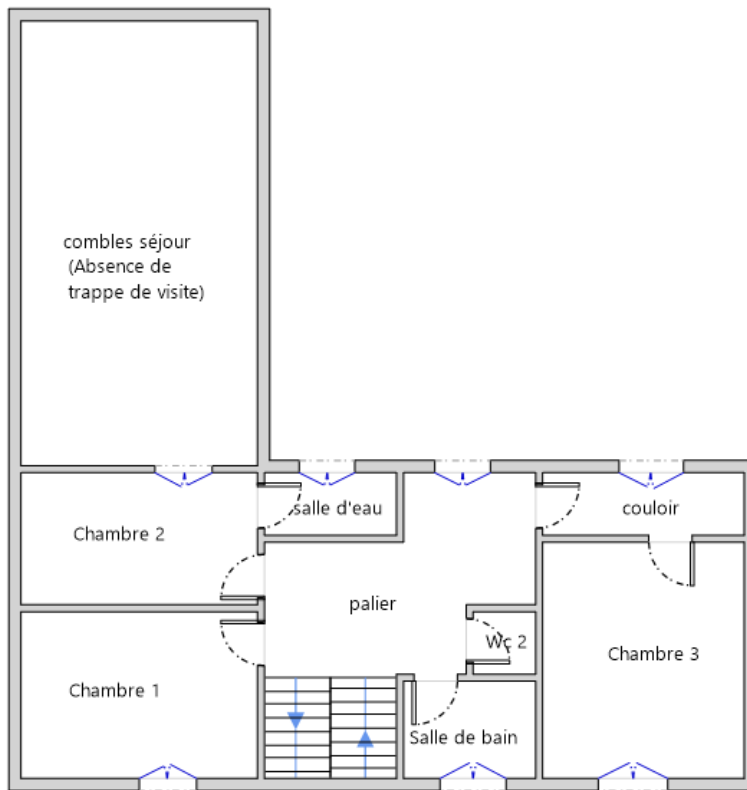 combles séjour
(Absence de
trappe de visite)
salle d'eau
couloir
Chambre 2
palier
Wc 2
Chambre 3
Chambre 1
Salle de bain